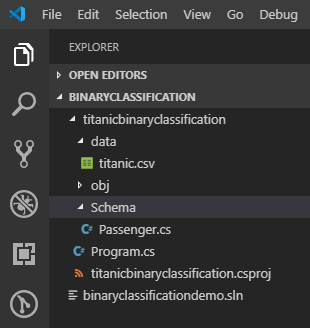 File Edit Selection View Go Debug
EXPLORER
OPEN EDITORS
BINARYCLASSIFICATION
titanicbinaryclassification
data
titanic.csv
obj
Schema
Passenger.cs
Program.cs
titanicbinaryclassification.csproj
binaryclassificationdemo.sln